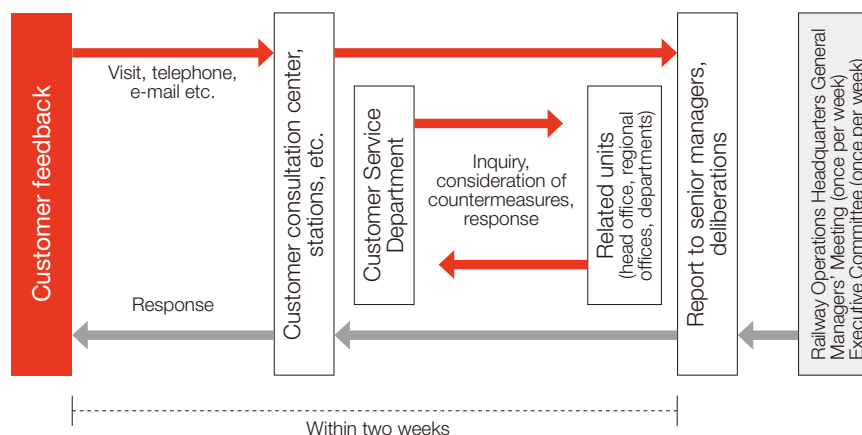 Customer feedback
Visit, telephone,
e-mail etc.
Response
Customer consultation center,
stations, etc.
Customer Service
Department
Inquiry,
consideration of
countermeasures,
response
Related units
(head office, regional
offices, departments)
Report to senior managers,
deliberations
Railway Operations Headquarters General
Managers’ Meeting (once per week)
Executive Committee (once per week)
Within two weeks